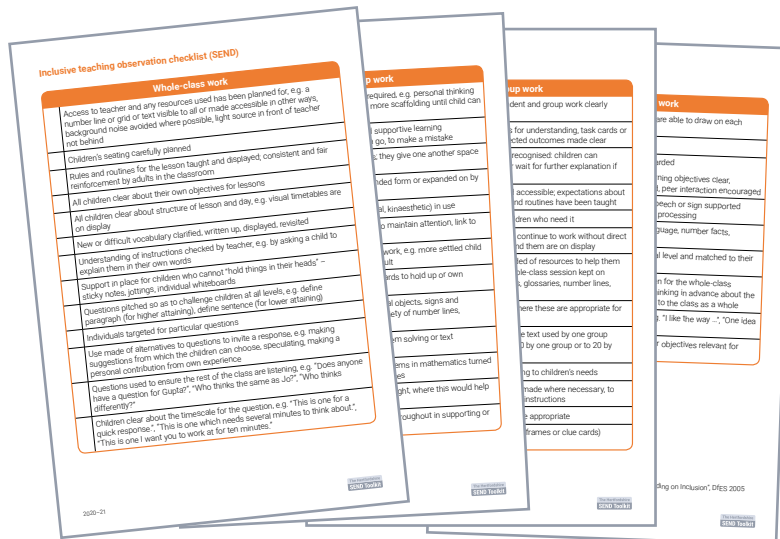 Inclusive teaching observation checklist (SEND)
Whole-class work
Access to teacher and any resources used has been planned for, e.g. a
number line or grid or text visible to all or made accessible in other ways,
background noise avoided where possible, light source in front of teacher
not behind
Children's seating carefully planned
Rules and routines for the lesson taught and displayed; consistent and fair
reinforcement by adults in the classroom
All children clear about their own objectives for lessons
All children clear about structure of lesson and day, e.g. visual timetables are
on display
New or difficult vocabulary clarified, written up, displayed, revisited
Understanding of instructions checked by teacher, e.g. by asking a child to
explain them in their own words
Support in place for children who cannot "hold things in their heads" –
sticky notes, jottings, individual whiteboards
Questions pitched so as to challenge children at all levels, e.g. define
paragraph (for higher attaining), define sentence (for lower attaining)
Individuals targeted for particular questions
Use made of alternatives to questions to invite a response, e.g. making
suggestions from which the children can choose, speculating, making a
personal contribution from own experience
Questions used to ensure the rest of the class are listening, e.g. "Does anyone
have a question for Gupta?", "Who thinks the same as Jo?", "Who thinks
differently?"
Children clear about the timescale for the question, e.g. "This is one for a
quick response.", "This is one which needs several minutes to think about.",
"This is one I want you to work at for ten minutes."
2020–21
The Hertfordshire
SEND Toolkit
p work
required, e.g. personal thinking
more scaffolding until child can
supportive learning
go, to make a mistake
; they give one another space
nded form or expanded on by
al, kinaesthetic) in use
o maintain attention, link to
work, e.g. more settled child
ult
ards to hold up or own
al objects, signs and
ety of number lines,
m solving or text
ems in mathematics turned
es
ght, where this would help
roughout in supporting or
The Hertfordshire
SEND Toolkit
oup work
dent and group work clearly
s for understanding, task cards or
ected outcomes made clear
recognised: children can
wait for further explanation if
accessible; expectations about
nd routines have been taught
dren who need it
continue to work without direct
nd them are on display
ed of resources to help them
ole-class session kept on
, glossaries, number lines,
here these are appropriate for
e text used by one group
0 by one group or to 20 by
ng to children's needs
made where necessary, to
instructions
e appropriate
frames or clue cards)
The Hertfordshire
SEND Toolkit
work
are able to draw on each
arded
ning objectives clear,
, peer interaction encouraged
eech or sign supported
processing
guage, number facts,
al level and matched to their
n for the whole-class
inking in advance about the
to the class as a whole
g. "I like the way …", "One idea
r objectives relevant for
ding on Inclusion", DfES 2005
The Hertfordshire
SEND Toolkit